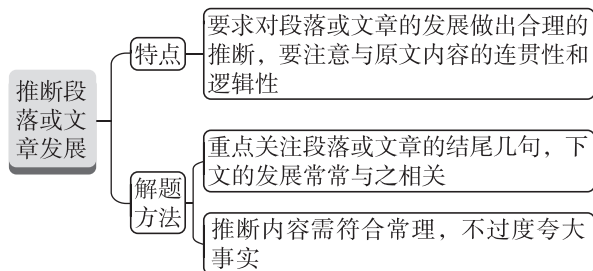 推断段
落或文
章发展
特点
要求对段落或文章的发展做出合理的
推断，要注意与原文内容的连贯性和
逻辑性
解题
方法
重点关注段落或文章的结尾几句，下
文的发展常常与之相关
推断内容需符合常理，不过度夸大
事实